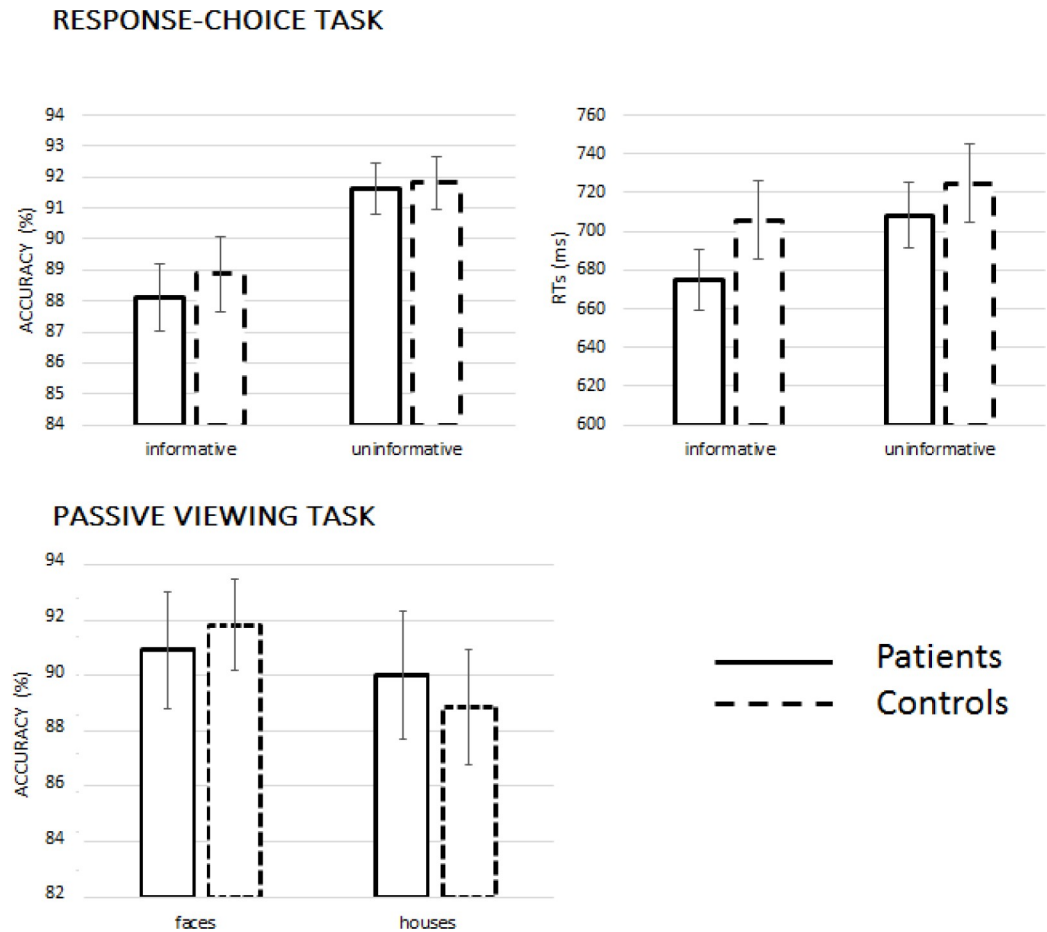 RESPONSE-CHOICE TASK
ACCURACY (%)
94
93
92
91
90
89
88
87
86
85
84
informative
uninformative
RTs (ms)
760
740
720
700
680
660
640
620
600
informative
uninformative
PASSIVE VIEWING TASK
ACCURACY (%)
94
92
90
88
86
84
82
faces
houses
Patients
Controls